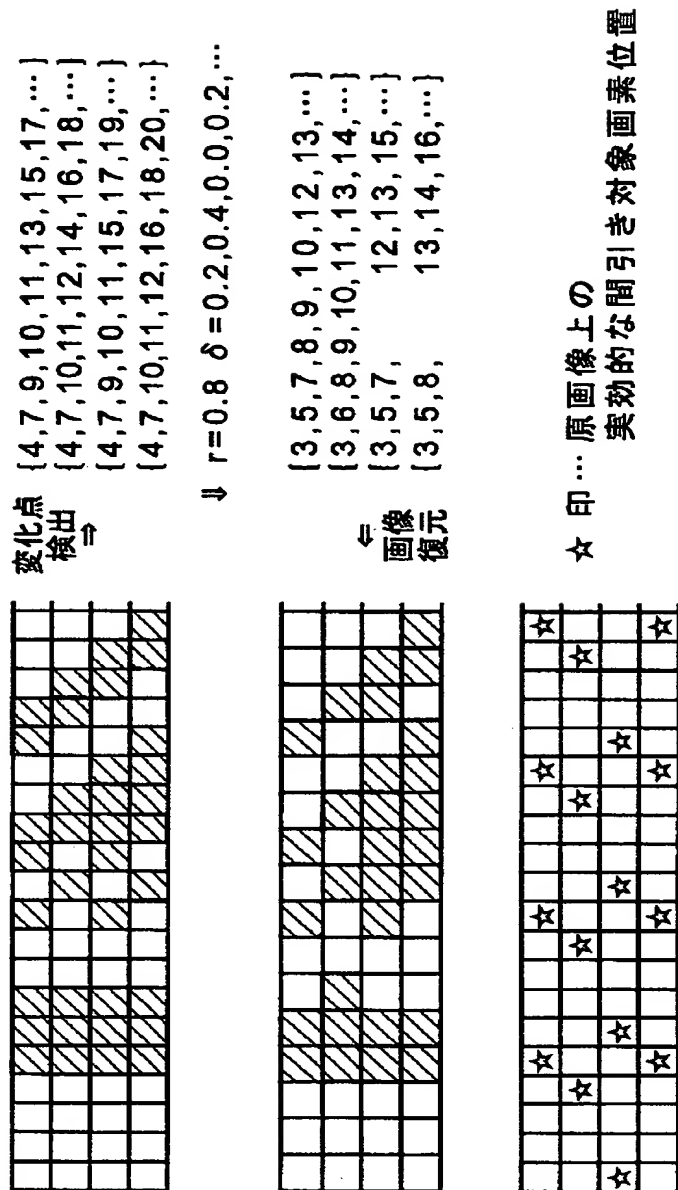 変化点
検出
⇒
{4,7,9,10,11,13,15,17,…}
{4,7,10,11,12,14,16,18,…}
{4,7,9,10,11,15,17,19,…}
{4,7,10,11,12,16,18,20,…}
⇓ r=0.8 δ=0.2,0.4,0.0,0.2,…
⇐
画像
復元
{3,5,7,8,9,10,12,13,…}
{3,6,8,9,10,11,13,14,…}
{3,5,7, 12,13,15,…}
{3,5,8, 13,14,16,…}
☆ 印…原画像上の
実効的な間引き対象画素位置